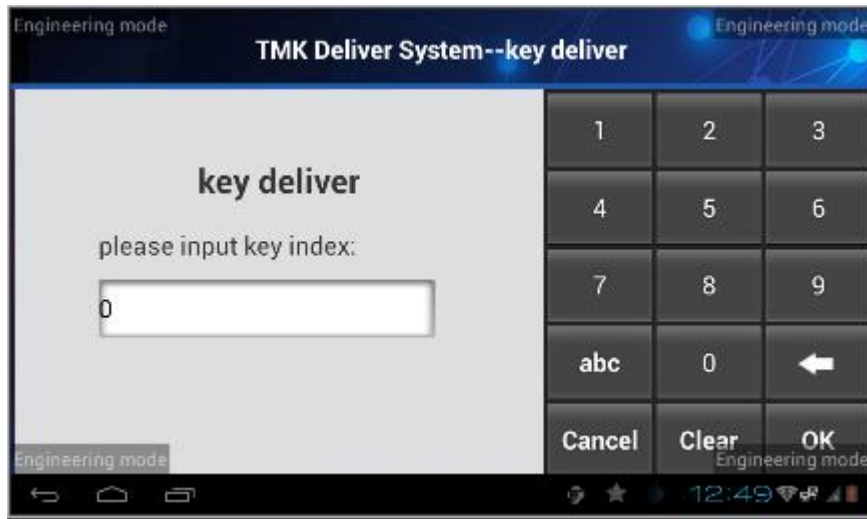 Engineering mode
Engineering mode
TMK Deliver System--key deliver
key deliver
please input key index:
0
1 2 3
4 5 6
7 8 9
abc 0
Cancel Clear OK
Engineering mode
Engineering mode
12:49